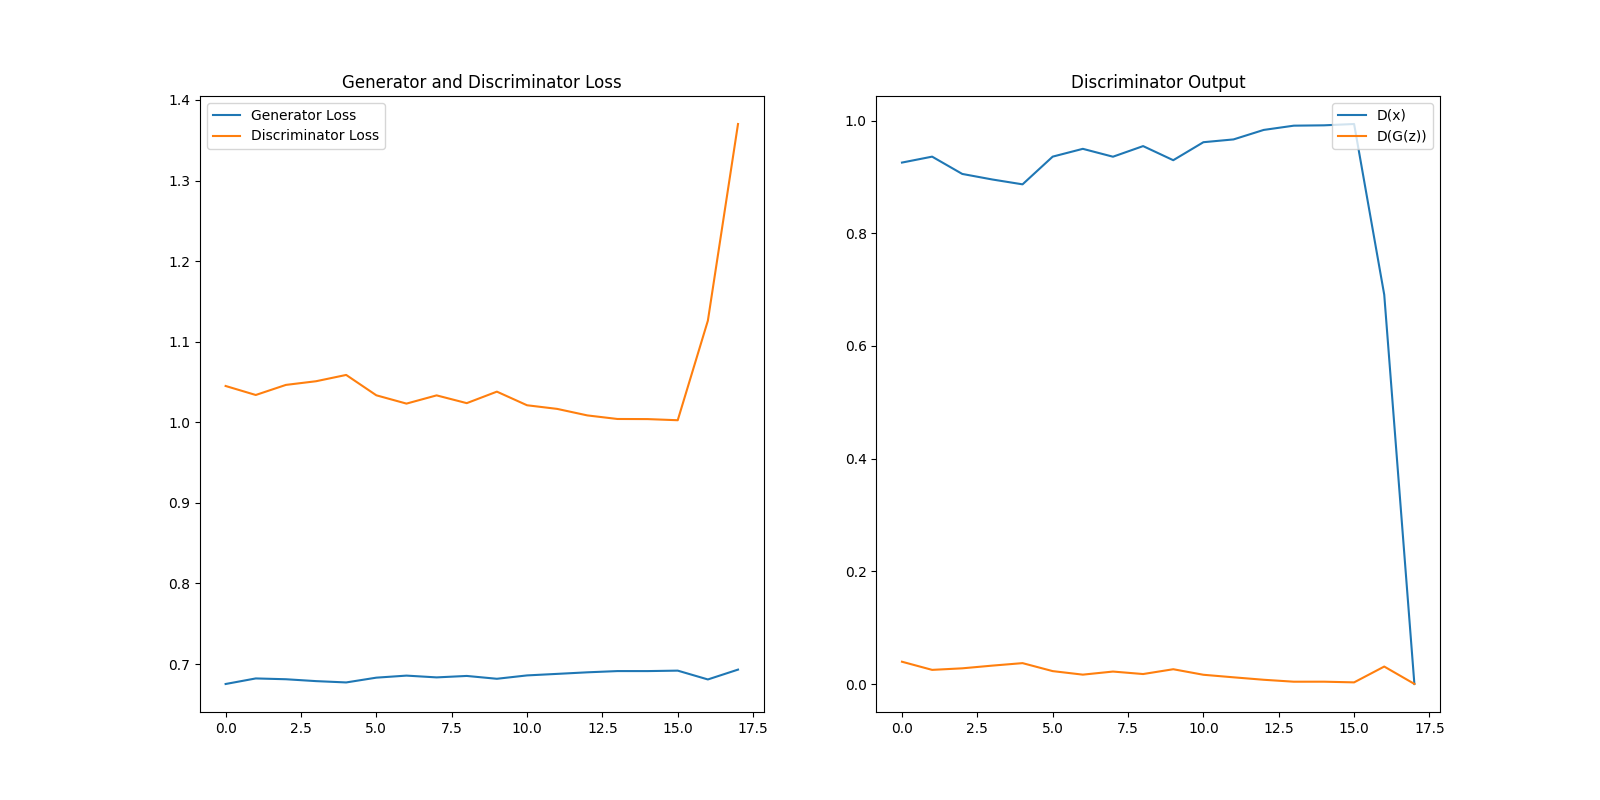 Generator and Discriminator Loss
Generator Loss
Discriminator Loss
1.4
1.3
1.2
1.1
1.0
0.9
0.8
0.7
0.0 2.5 5.0 7.5 10.0 12.5 15.0 17.5
Discriminator Output
D(x)
D(G(z))
1.0
0.8
0.6
0.4
0.2
0.0
0.0 2.5 5.0 7.5 10.0 12.5 15.0 17.5